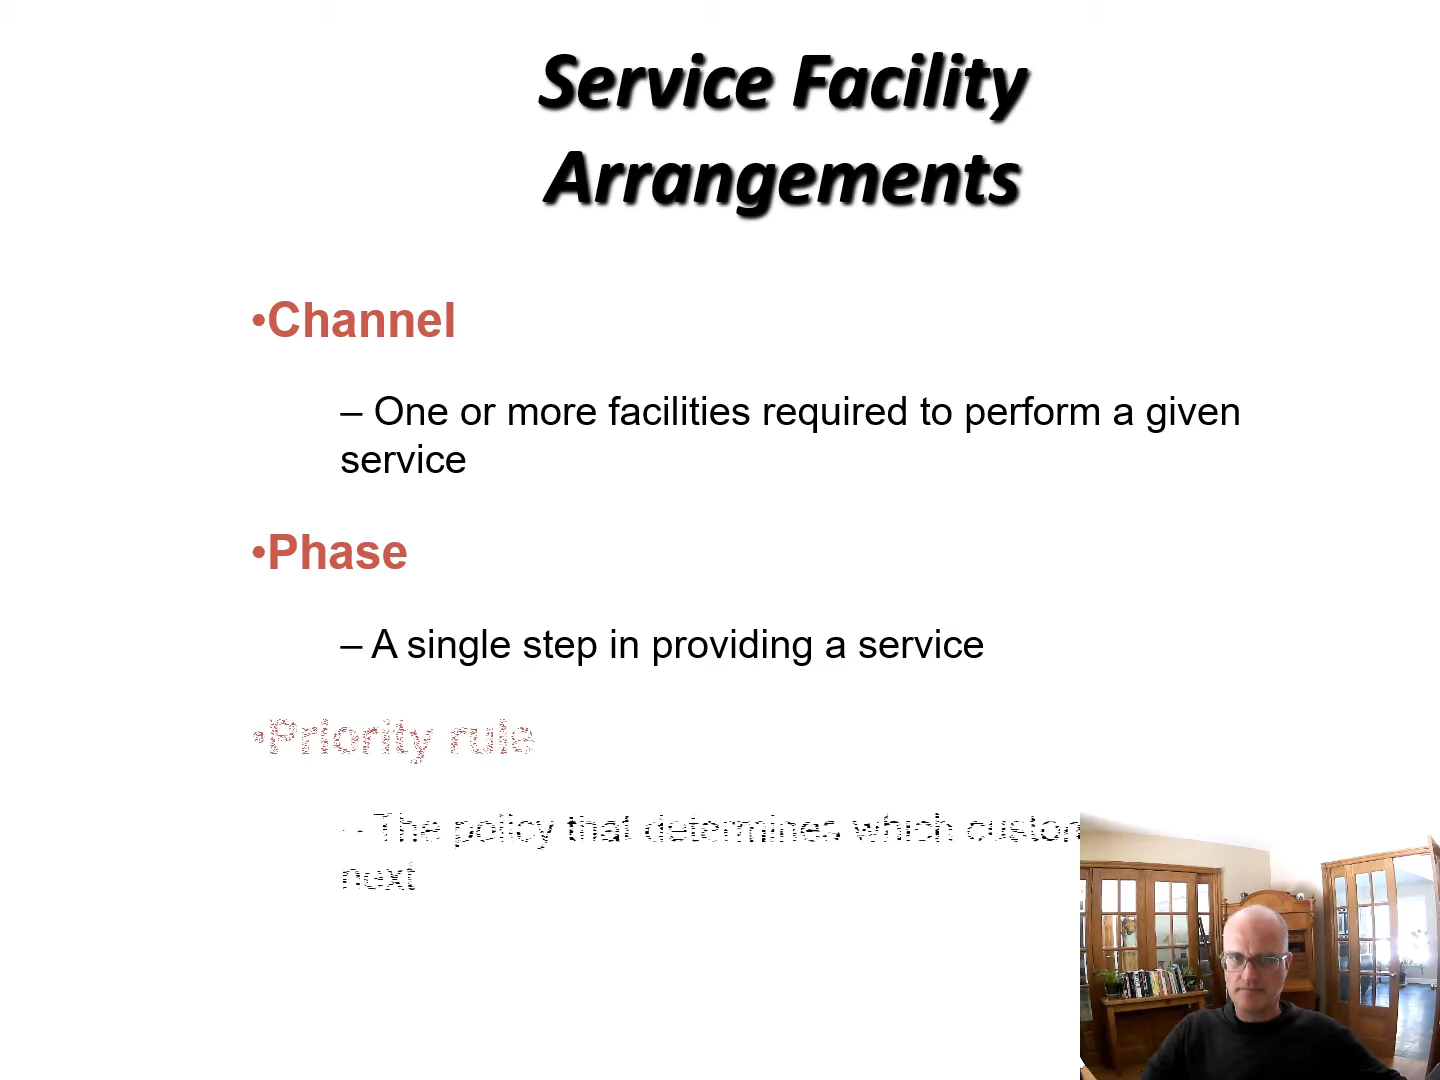 Service Facility
Arrangements
•Channel
– One or more facilities required to perform a given
service
•Phase
– A single step in providing a service
•Priority rule
– The policy that determines which custom
next